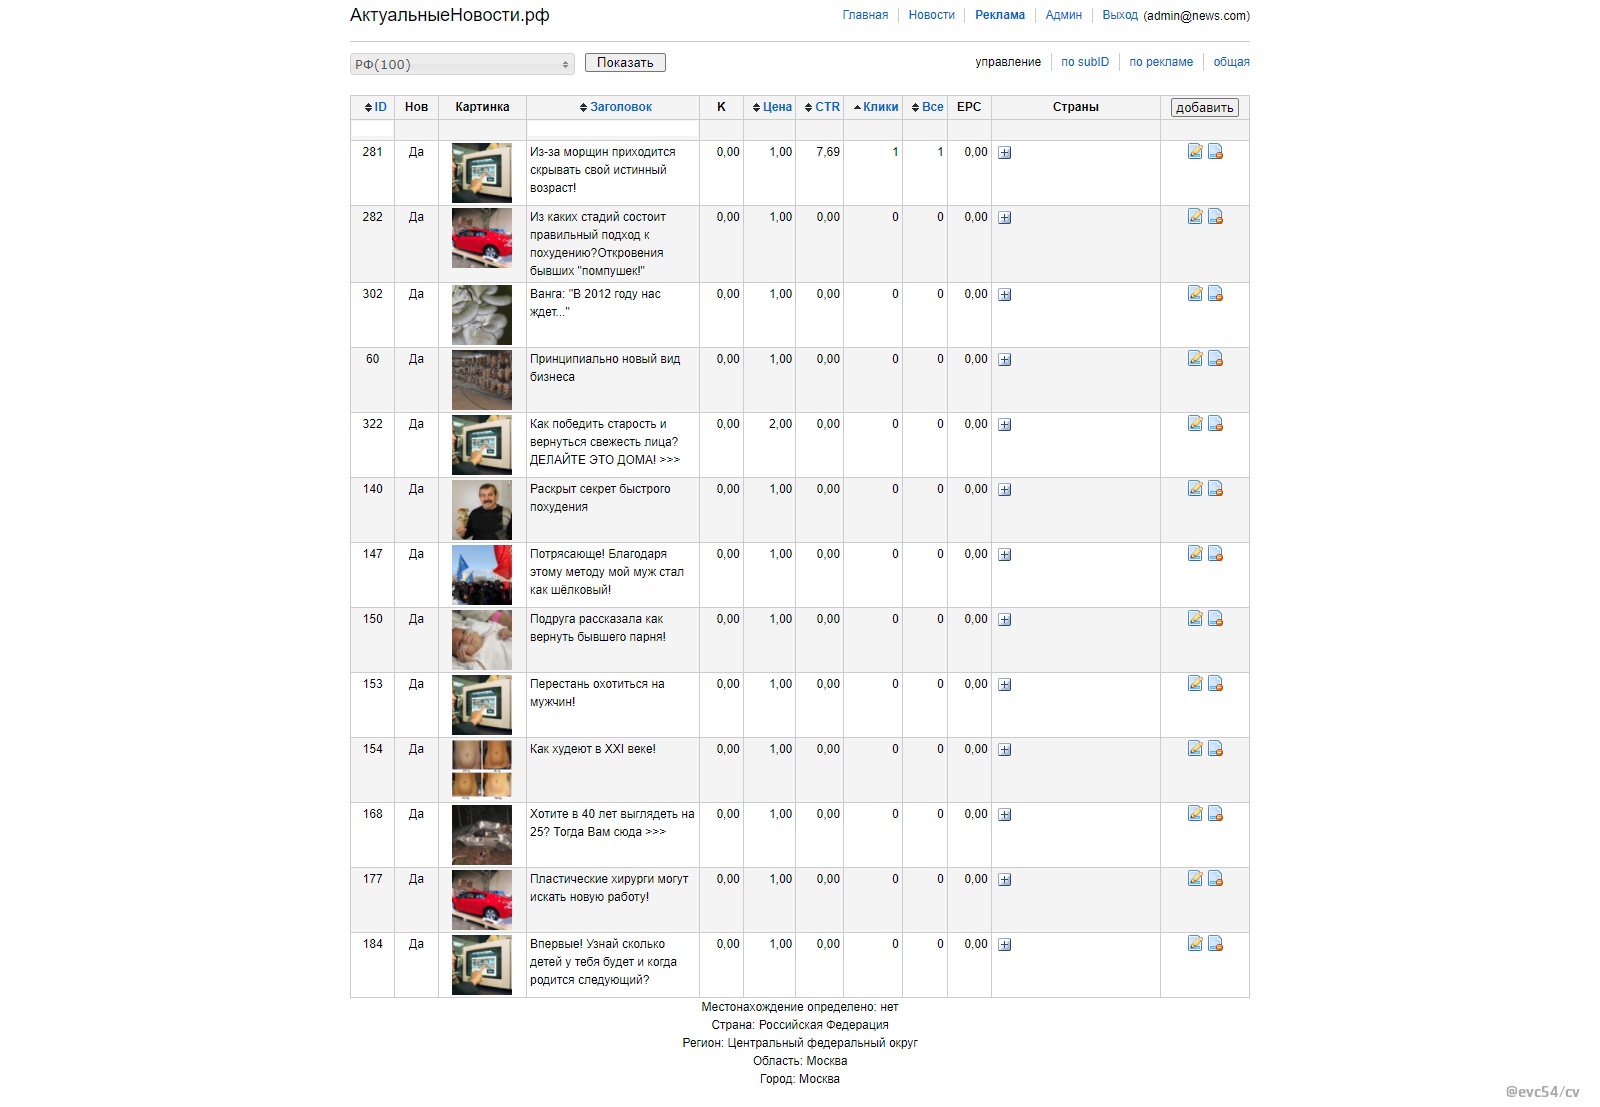 АктуальныеНовости.рф
Главная Новости Реклама Админ Выход (admin@news.com)
РФ(100) Показать
управление по subID по рекламе общая
ID Нов Картинка Заголовок К Цена CTR Клики Все EPC Страны добавить
281 Да Из-за морщин приходится 0,00 1,00 7,69 1 1 0,00
скрывать свой истинный
возраст!
282 Да Из каких стадий состоит 0,00 1,00 0,00 0 0 0,00
правильный подход к
похудению?Откровения
бывших "помпушек!"
302 Да Ванга: "В 2012 году нас 0,00 1,00 0,00 0 0 0,00
ждет..."
60 Да Принципиально новый вид 0,00 1,00 0,00 0 0 0,00
бизнеса
322 Да Как победить старость и 0,00 2,00 0,00 0 0 0,00
вернуться свежесть лица?
ДЕЛАЙТЕ ЭТО ДОМА! >>>
140 Да Раскрыт секрет быстрого 0,00 1,00 0,00 0 0 0,00
похудения
147 Да Потрясающе! Благодаря 0,00 1,00 0,00 0 0 0,00
этому методу мой муж стал
как шёлковый!
150 Да Подруга рассказала как 0,00 1,00 0,00 0 0 0,00
вернуть бывшего парня!
153 Да Перестань охотиться на 0,00 1,00 0,00 0 0 0,00
мужчин!
154 Да Как худеют в XXI веке! 0,00 1,00 0,00 0 0 0,00
168 Да Хотите в 40 лет выглядеть на 0,00 1,00 0,00 0 0 0,00
25? Тогда Вам сюда >>>
177 Да Пластические хирурги могут 0,00 1,00 0,00 0 0 0,00
искать новую работу!
184 Да Впервые! Узнай сколько 0,00 1,00 0,00 0 0 0,00
детей у тебя будет и когда
родится следующий?
Местонахождение определено: нет
Страна: Российская Федерация
Регион: Центральный федеральный округ
Область: Москва
Город: Москва
@evc54/cv